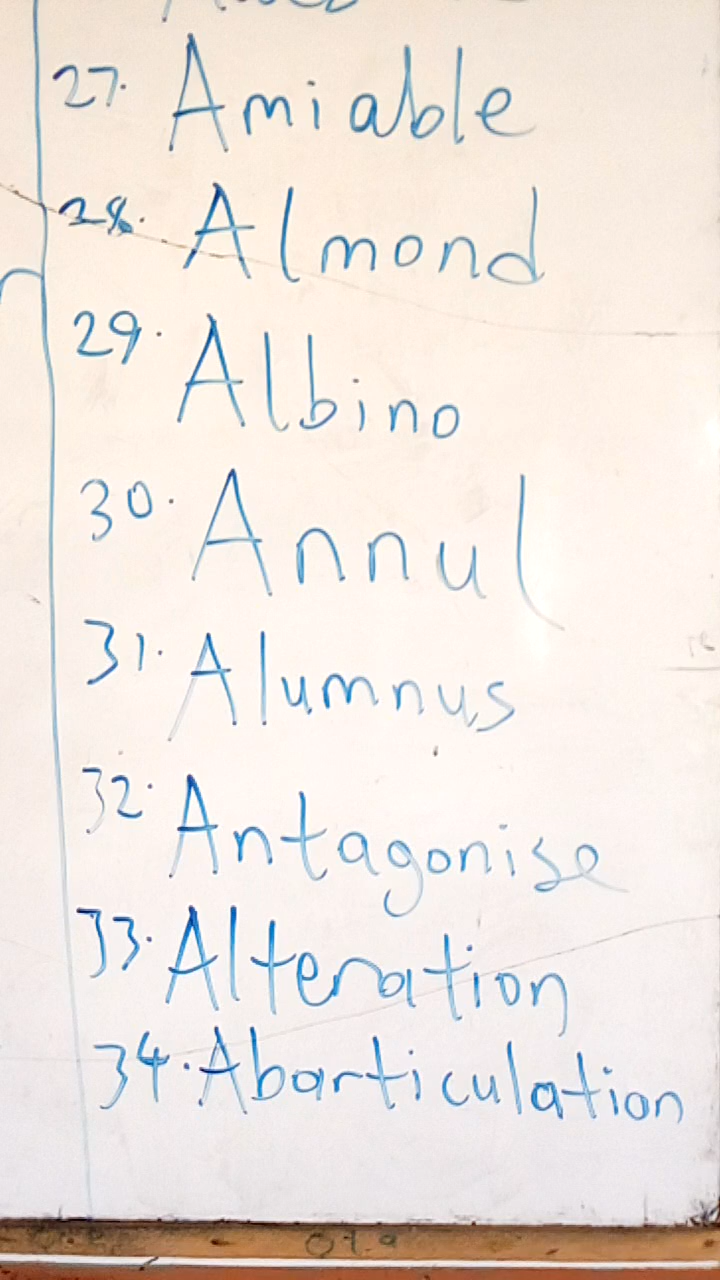 27. Amiable
28. Almond
29. Albino
30. Annul
31. Alumnus
32. Antagonise
33. Alteration
34. Abarticulation